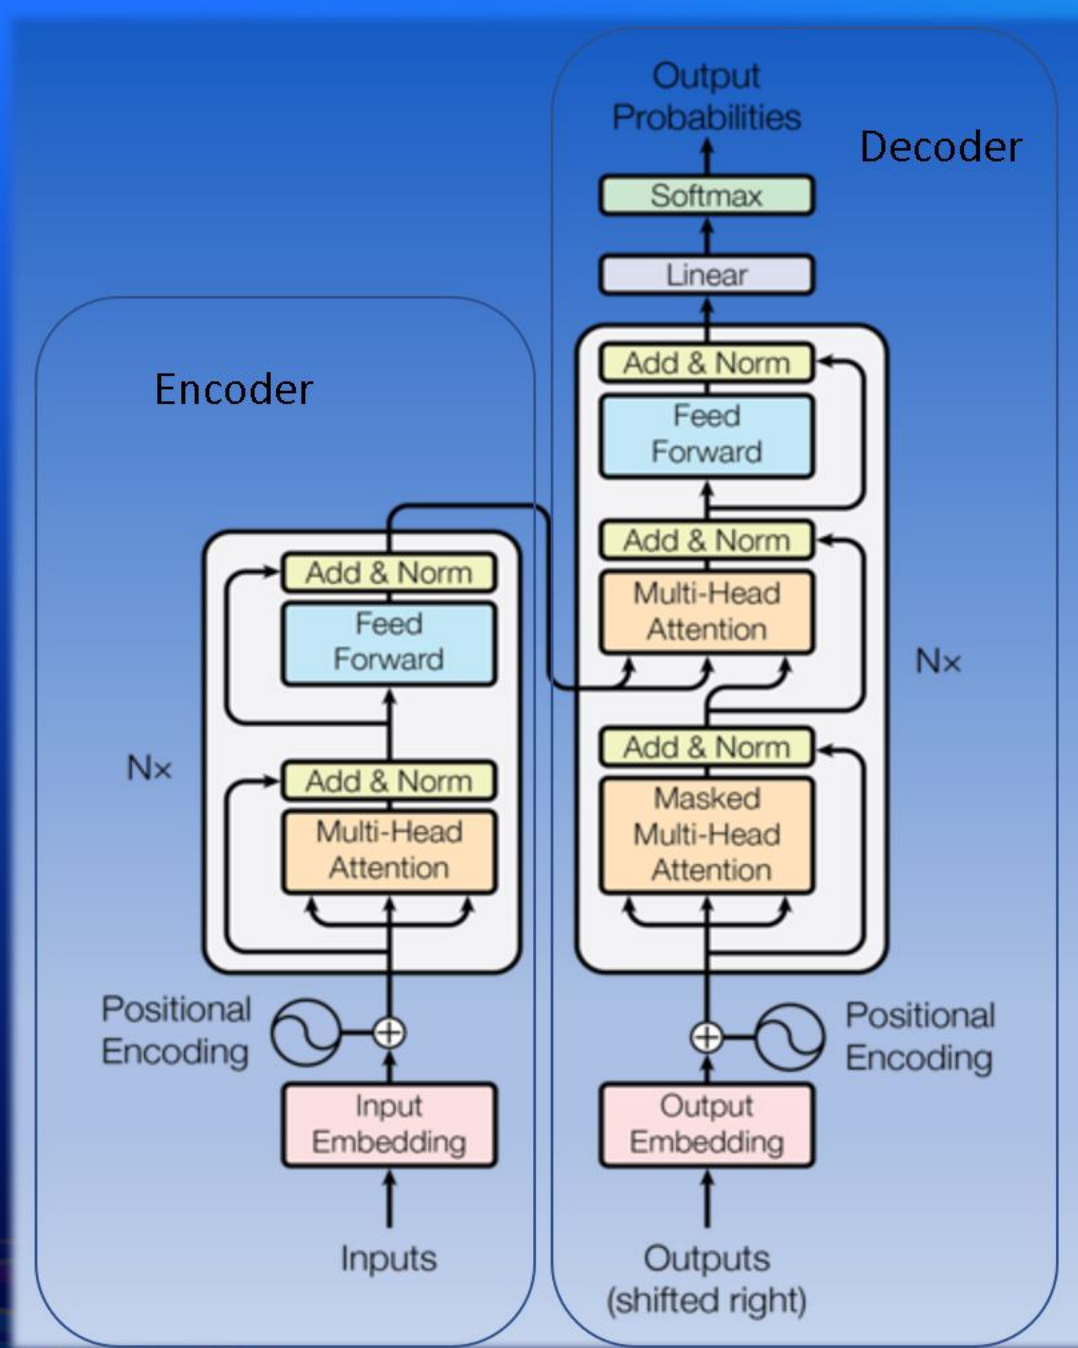 Encoder
Add & Norm
Feed
Forward
Nx
Add & Norm
Multi-Head
Attention
Positional
Encoding
Input
Embedding
Inputs
Decoder
Output
Probabilities
Softmax
Linear
Add & Norm
Feed
Forward
Add & Norm
Multi-Head
Attention
Nx
Add & Norm
Masked
Multi-Head
Attention
Positional
Encoding
Output
Embedding
Outputs
(shifted right)